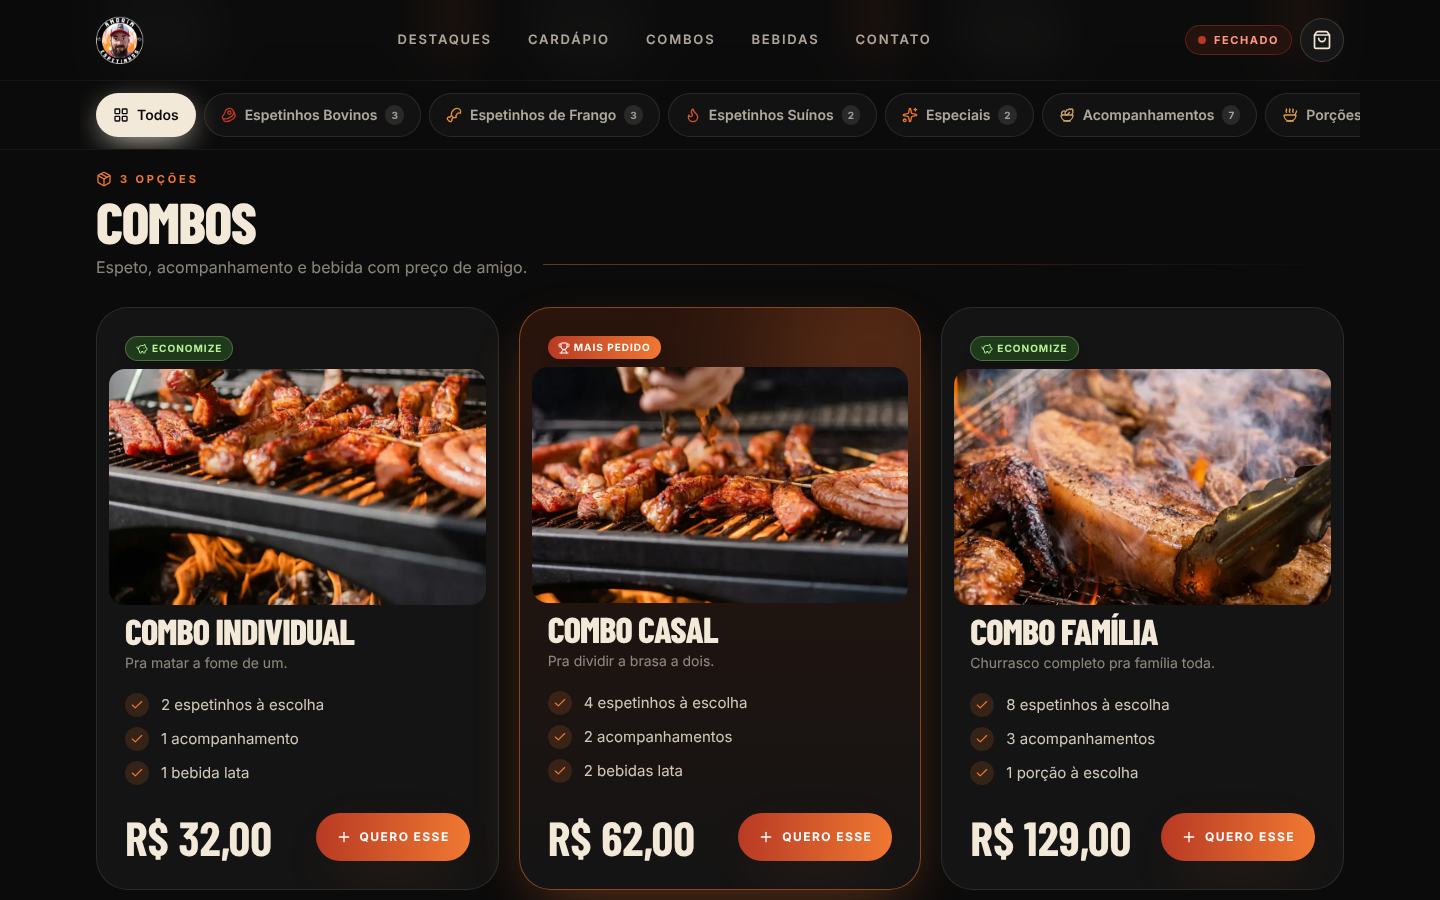 AMORIM
ESPETINHOS
DESTAQUES
CARDÁPIO
COMBOS
BEBIDAS
CONTATO
FECHADO
Todos
Espetinhos Bovinos 3
Espetinhos de Frango 3
Espetinhos Suínos 2
Especiais 2
Acompanhamentos 7
Porções
3 OPÇÕES
COMBOS
Espeto, acompanhamento e bebida com preço de amigo.
ECONOMIZE
COMBO INDIVIDUAL
Pra matar a fome de um.
2 espetinhos à escolha
1 acompanhamento
1 bebida lata
R$ 32,00
QUERO ESSE
MAIS PEDIDO
COMBO CASAL
Pra dividir a brasa a dois.
4 espetinhos à escolha
2 acompanhamentos
2 bebidas lata
R$ 62,00
QUERO ESSE
ECONOMIZE
COMBO FAMÍLIA
Churrasco completo pra família toda.
8 espetinhos à escolha
3 acompanhamentos
1 porção à escolha
R$ 129,00
QUERO ESSE